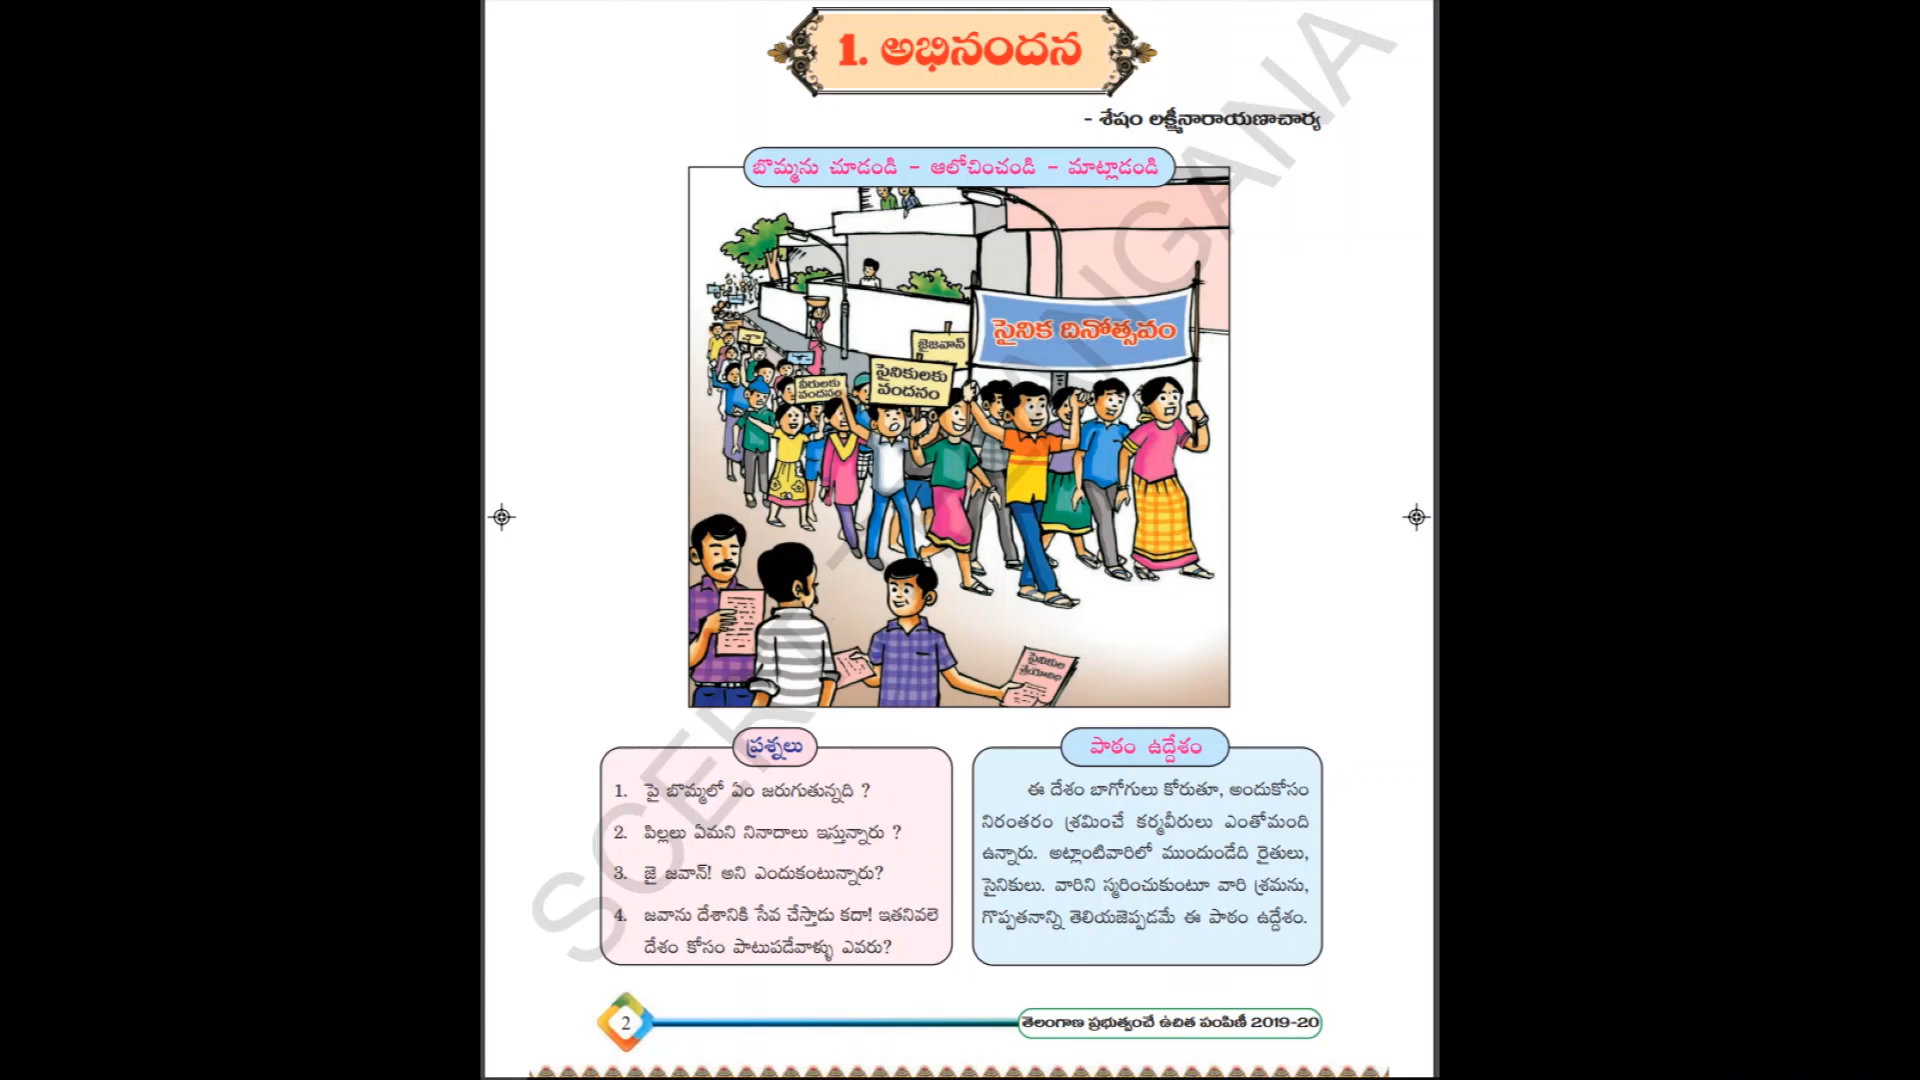 1. అభినందన
- శేషం లక్ష్మీనారాయణాచార్య
బొమ్మను చూడండి - ఆలోచించండి - మాట్లాడండి
సైనిక దినోత్సవం
జైజవాన్
సైనికులకు
వందనం
వీరులకు
వందనం
సైనికుల
ప్రశ్నలు
1. పై బొమ్మలో ఏం జరుగుతున్నది ?
2. పిల్లలు ఏమని నినాదాలు ఇస్తున్నారు ?
3. జై జవాన్! అని ఎందుకంటున్నారు?
4. జవాను దేశానికి సేవ చేస్తాడు కదా! ఇతనివలె
దేశం కోసం పాటుపడేవాళ్ళు ఎవరు?
పాఠం ఉద్దేశం
ఈ దేశం బాగోగులు కోరుతూ, అందుకోసం
నిరంతరం శ్రమించే కర్మవీరులు ఎంతోమంది
ఉన్నారు. అట్లాంటివారిలో ముందుండేది రైతులు,
సైనికులు. వారిని స్మరించుకుంటూ వారి శ్రమను,
గొప్పతనాన్ని తెలియజెప్పడమే ఈ పాఠం ఉద్దేశం.
2
తెలంగాణ ప్రభుత్వంచే ఉచిత పంపిణీ 2019-20